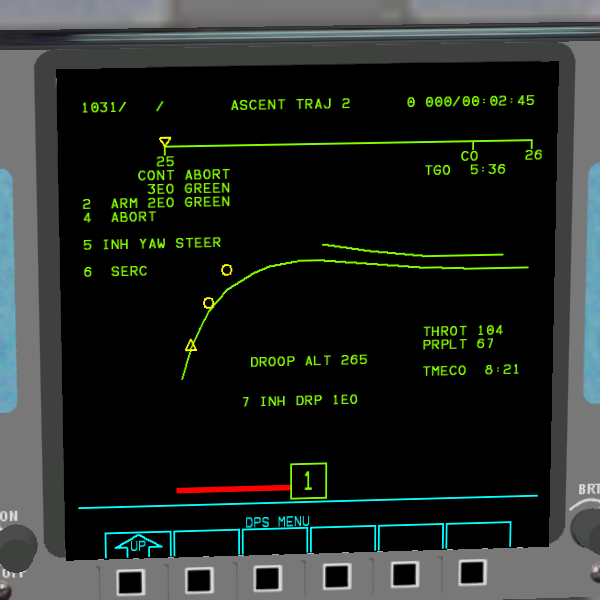 1031/   /   ASCENT TRAJ 2   0 000/00:02:45
25   CO   26
CONT ABORT   TGO 5:36
3EO GREEN
2 ARM 2EO GREEN
4 ABORT
5 INH YAW STEER
6 SERC
THROT 104
PRPLT 67
DROOP ALT 265
TMECO 8:21
7 INH DRP 1EO
1
DPS MENU
UP
ON
OFF
BRT